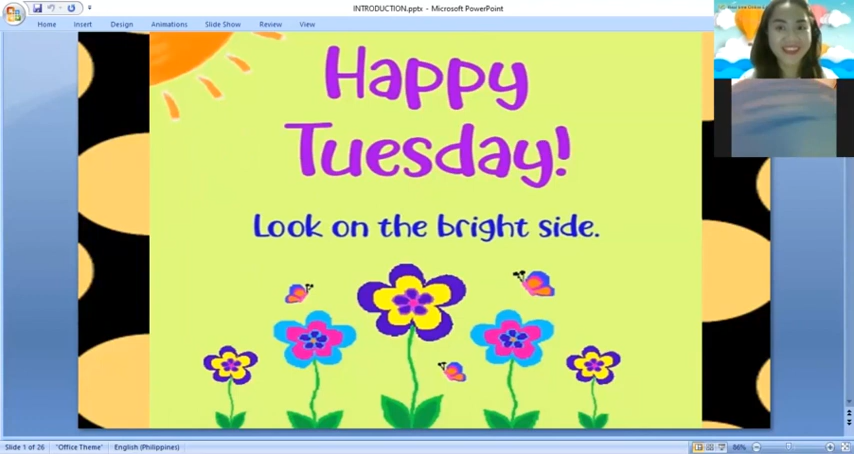 INTRODUCTION.pptx - Microsoft PowerPoint
Home Insert Design Animations Slide Show Review View
Happy
Tuesday!
Look on the bright side.
Slide 1 of 26 "Office Theme" English (Philippines) 86%